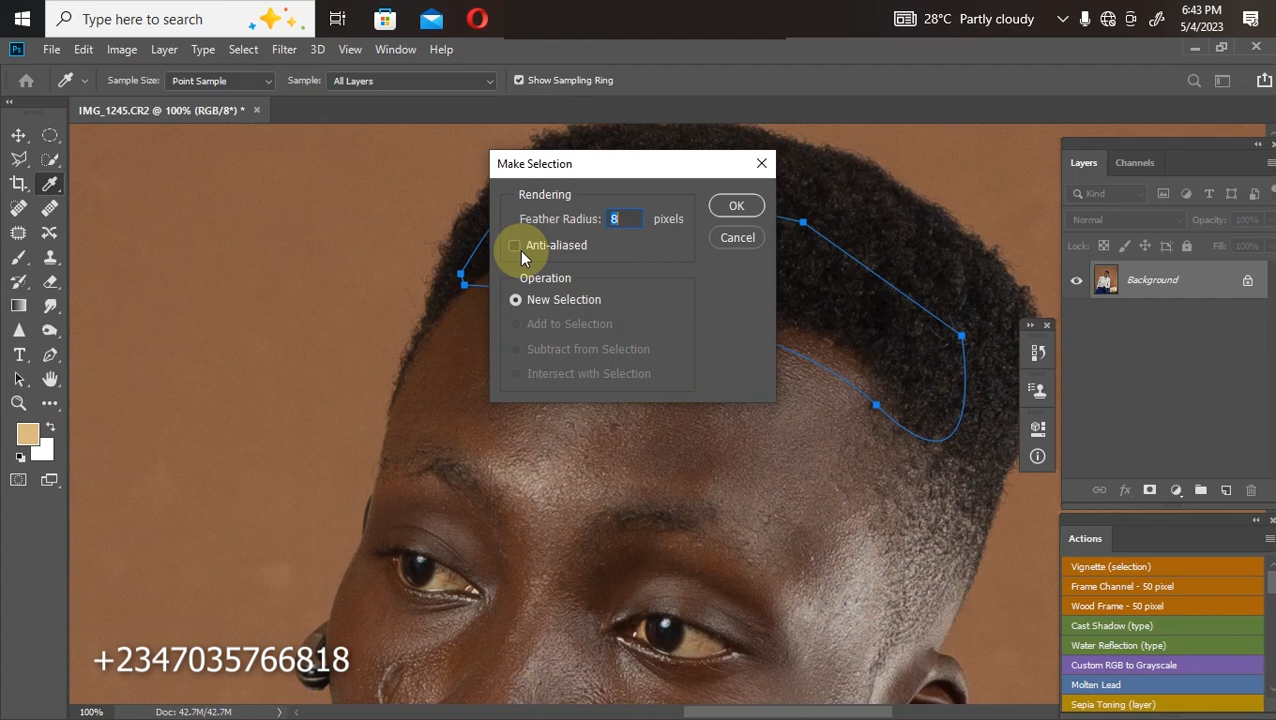 Type here to search
28°C Partly cloudy
6:43 PM
5/4/2023
Ps
File Edit Image Layer Type Select Filter 3D View Window Help
Sample Size: Point Sample Sample: All Layers Show Sampling Ring
IMG_1245.CR2 @ 100% (RGB/8*) *
Make Selection
Rendering
Feather Radius: 8 pixels
Anti-aliased
OK
Cancel
Operation
New Selection
Add to Selection
Subtract from Selection
Intersect with Selection
Layers Channels
Kind
Normal Opacity: 100%
Lock: Fill: 100%
Background
Actions
Vignette (selection)
Frame Channel - 50 pixel
Wood Frame - 50 pixel
Cast Shadow (type)
Water Reflection (type)
Custom RGB to Grayscale
Molten Lead
Sepia Toning (layer)
+2347035766818
100% Doc: 42.7M/42.7M